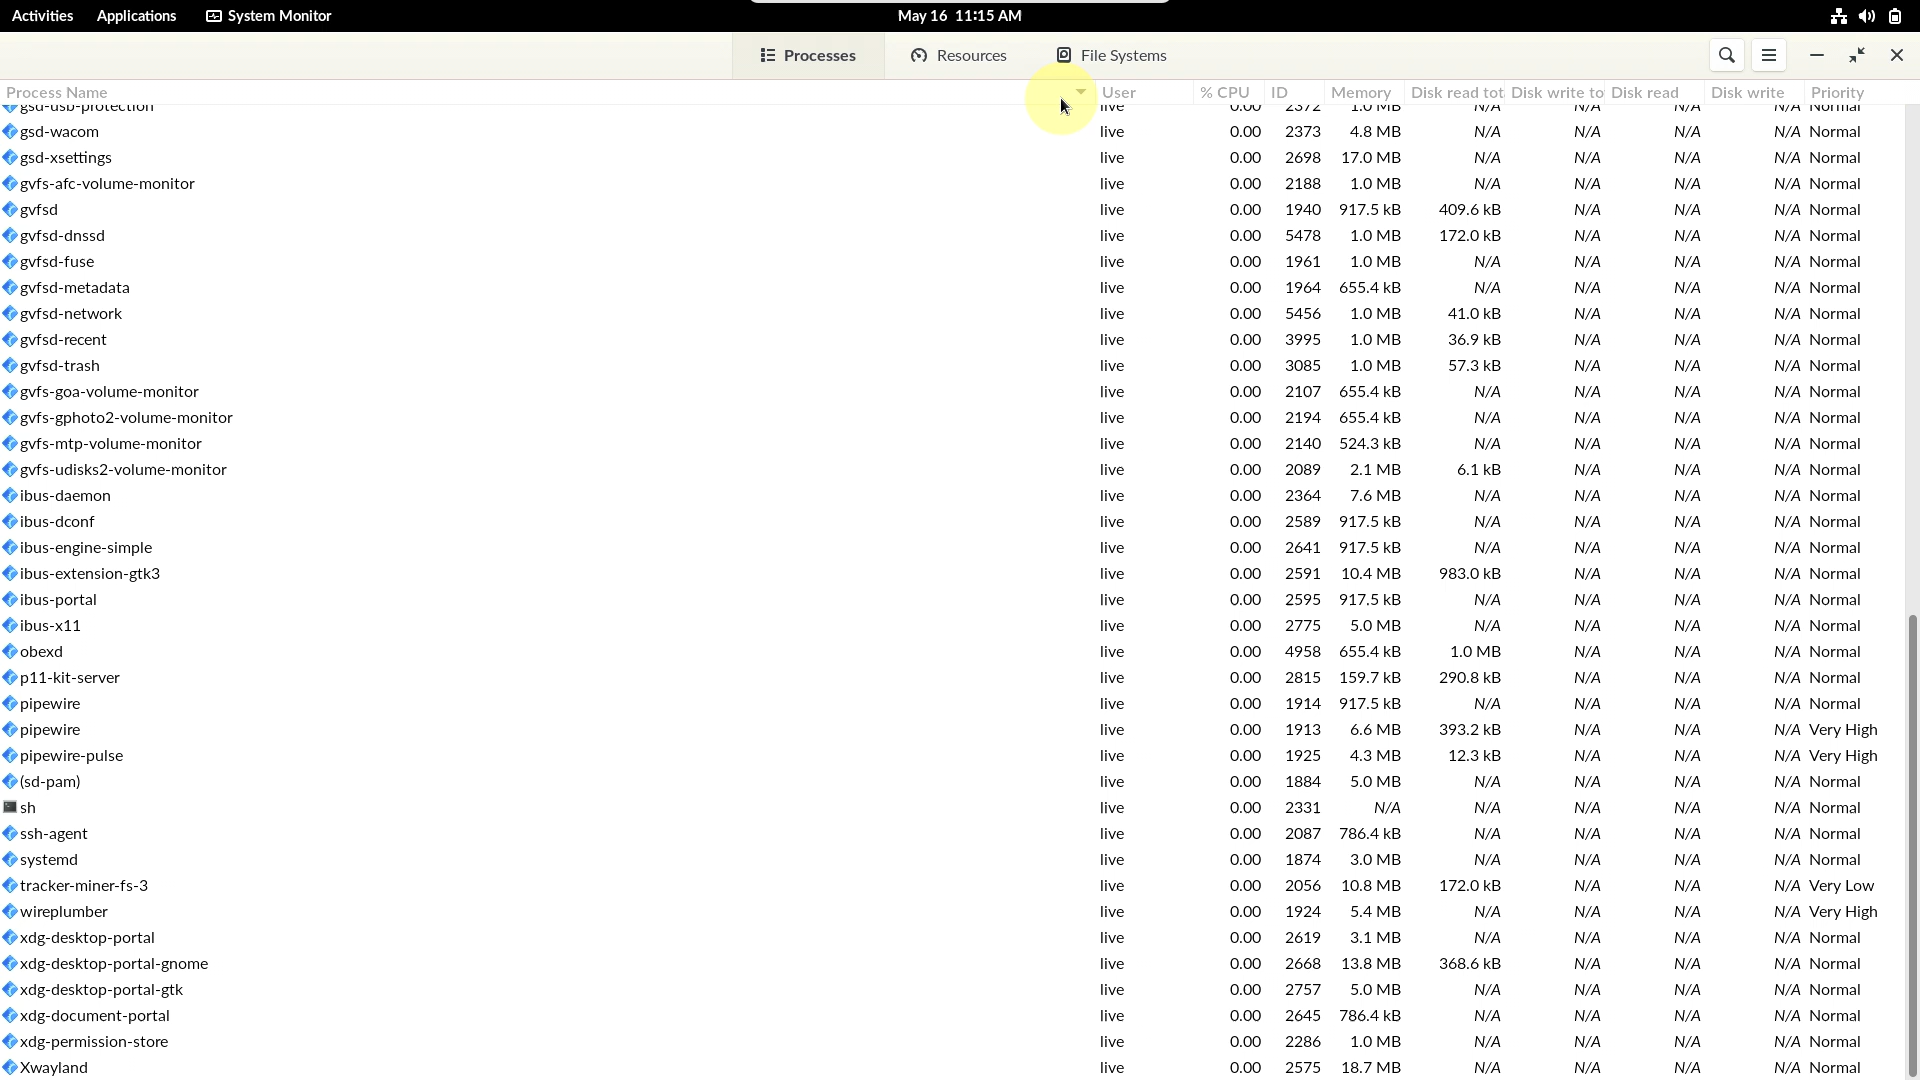 Activities Applications System Monitor May 16 11:15 AM
Processes Resources File Systems
Process Name User % CPU ID Memory Disk read tot Disk write to Disk read Disk write Priority
gsd-usb-protection live 0.00 2372 1.0 MB N/A N/A N/A N/A Normal
gsd-wacom live 0.00 2373 4.8 MB N/A N/A N/A N/A Normal
gsd-xsettings live 0.00 2698 17.0 MB N/A N/A N/A N/A Normal
gvfs-afc-volume-monitor live 0.00 2188 1.0 MB N/A N/A N/A N/A Normal
gvfsd live 0.00 1940 917.5 kB 409.6 kB N/A N/A N/A Normal
gvfsd-dnssd live 0.00 5478 1.0 MB 172.0 kB N/A N/A N/A Normal
gvfsd-fuse live 0.00 1961 1.0 MB N/A N/A N/A N/A Normal
gvfsd-metadata live 0.00 1964 655.4 kB N/A N/A N/A N/A Normal
gvfsd-network live 0.00 5456 1.0 MB 41.0 kB N/A N/A N/A Normal
gvfsd-recent live 0.00 3995 1.0 MB 36.9 kB N/A N/A N/A Normal
gvfsd-trash live 0.00 3085 1.0 MB 57.3 kB N/A N/A N/A Normal
gvfs-goa-volume-monitor live 0.00 2107 655.4 kB N/A N/A N/A N/A Normal
gvfs-gphoto2-volume-monitor live 0.00 2194 655.4 kB N/A N/A N/A N/A Normal
gvfs-mtp-volume-monitor live 0.00 2140 524.3 kB N/A N/A N/A N/A Normal
gvfs-udisks2-volume-monitor live 0.00 2089 2.1 MB 6.1 kB N/A N/A N/A Normal
ibus-daemon live 0.00 2364 7.6 MB N/A N/A N/A N/A Normal
ibus-dconf live 0.00 2589 917.5 kB N/A N/A N/A N/A Normal
ibus-engine-simple live 0.00 2641 917.5 kB N/A N/A N/A N/A Normal
ibus-extension-gtk3 live 0.00 2591 10.4 MB 983.0 kB N/A N/A N/A Normal
ibus-portal live 0.00 2595 917.5 kB N/A N/A N/A N/A Normal
ibus-x11 live 0.00 2775 5.0 MB N/A N/A N/A N/A Normal
obexd live 0.00 4958 655.4 kB 1.0 MB N/A N/A N/A Normal
p11-kit-server live 0.00 2815 159.7 kB 290.8 kB N/A N/A N/A Normal
pipewire live 0.00 1914 917.5 kB N/A N/A N/A N/A Normal
pipewire live 0.00 1913 6.6 MB 393.2 kB N/A N/A N/A Very High
pipewire-pulse live 0.00 1925 4.3 MB 12.3 kB N/A N/A N/A Very High
(sd-pam) live 0.00 1884 5.0 MB N/A N/A N/A N/A Normal
sh live 0.00 2331 N/A N/A N/A N/A N/A Normal
ssh-agent live 0.00 2087 786.4 kB N/A N/A N/A N/A Normal
systemd live 0.00 1874 3.0 MB N/A N/A N/A N/A Normal
tracker-miner-fs-3 live 0.00 2056 10.8 MB 172.0 kB N/A N/A N/A Very Low
wireplumber live 0.00 1924 5.4 MB N/A N/A N/A N/A Very High
xdg-desktop-portal live 0.00 2619 3.1 MB N/A N/A N/A N/A Normal
xdg-desktop-portal-gnome live 0.00 2668 13.8 MB 368.6 kB N/A N/A N/A Normal
xdg-desktop-portal-gtk live 0.00 2757 5.0 MB N/A N/A N/A N/A Normal
xdg-document-portal live 0.00 2645 786.4 kB N/A N/A N/A N/A Normal
xdg-permission-store live 0.00 2286 1.0 MB N/A N/A N/A N/A Normal
Xwayland live 0.00 2575 18.7 MB N/A N/A N/A N/A Normal